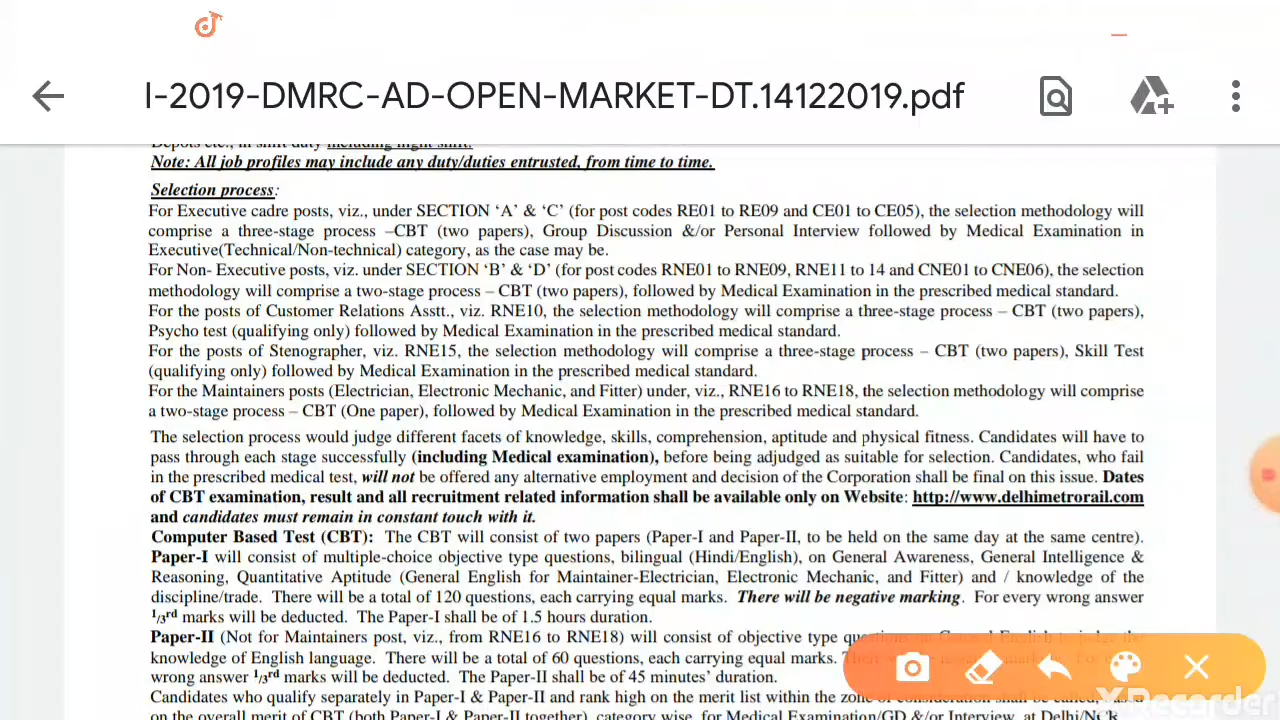 I-2019-DMRC-AD-OPEN-MARKET-DT.14122019.pdf
Depots etc., in shift duty including night shift.
Note: All job profiles may include any duty/duties entrusted, from time to time.
Selection process:
For Executive cadre posts, viz., under SECTION ‘A’ & ‘C’ (for post codes RE01 to RE09 and CE01 to CE05), the selection methodology will
comprise a three-stage process –CBT (two papers), Group Discussion &/or Personal Interview followed by Medical Examination in
Executive(Technical/Non-technical) category, as the case may be.
For Non- Executive posts, viz. under SECTION ‘B’ & ‘D’ (for post codes RNE01 to RNE09, RNE11 to 14 and CNE01 to CNE06), the selection
methodology will comprise a two-stage process – CBT (two papers), followed by Medical Examination in the prescribed medical standard.
For the posts of Customer Relations Asstt., viz. RNE10, the selection methodology will comprise a three-stage process – CBT (two papers),
Psycho test (qualifying only) followed by Medical Examination in the prescribed medical standard.
For the posts of Stenographer, viz. RNE15, the selection methodology will comprise a three-stage process – CBT (two papers), Skill Test
(qualifying only) followed by Medical Examination in the prescribed medical standard.
For the Maintainers posts (Electrician, Electronic Mechanic, and Fitter) under, viz., RNE16 to RNE18, the selection methodology will comprise
a two-stage process – CBT (One paper), followed by Medical Examination in the prescribed medical standard.
The selection process would judge different facets of knowledge, skills, comprehension, aptitude and physical fitness. Candidates will have to
pass through each stage successfully (including Medical examination), before being adjudged as suitable for selection. Candidates, who fail
in the prescribed medical test, will not be offered any alternative employment and decision of the Corporation shall be final on this issue. Dates
of CBT examination, result and all recruitment related information shall be available only on Website: http://www.delhimetrorail.com
and candidates must remain in constant touch with it.
Computer Based Test (CBT): The CBT will consist of two papers (Paper-I and Paper-II, to be held on the same day at the same centre).
Paper-I will consist of multiple-choice objective type questions, bilingual (Hindi/English), on General Awareness, General Intelligence &
Reasoning, Quantitative Aptitude (General English for Maintainer-Electrician, Electronic Mechanic, and Fitter) and / knowledge of the
discipline/trade. There will be a total of 120 questions, each carrying equal marks. There will be negative marking. For every wrong answer
1/3rd marks will be deducted. The Paper-I shall be of 1.5 hours duration.
Paper-II (Not for Maintainers post, viz., from RNE16 to RNE18) will consist of objective type questions on General English to judge the
knowledge of English language. There will be a total of 60 questions, each carrying equal marks.
wrong answer 1/3rd marks will be deducted. The Paper-II shall be of 45 minutes’ duration.
Candidates who qualify separately in Paper-I & Paper-II and rank high on the merit list within the zone of consideration shall be called,
on the overall merit of CBT (both Paper-I & Paper-II together), category wise, for Medical Examination/GD &/or Interview, at Delhi/NCR
XRecorder